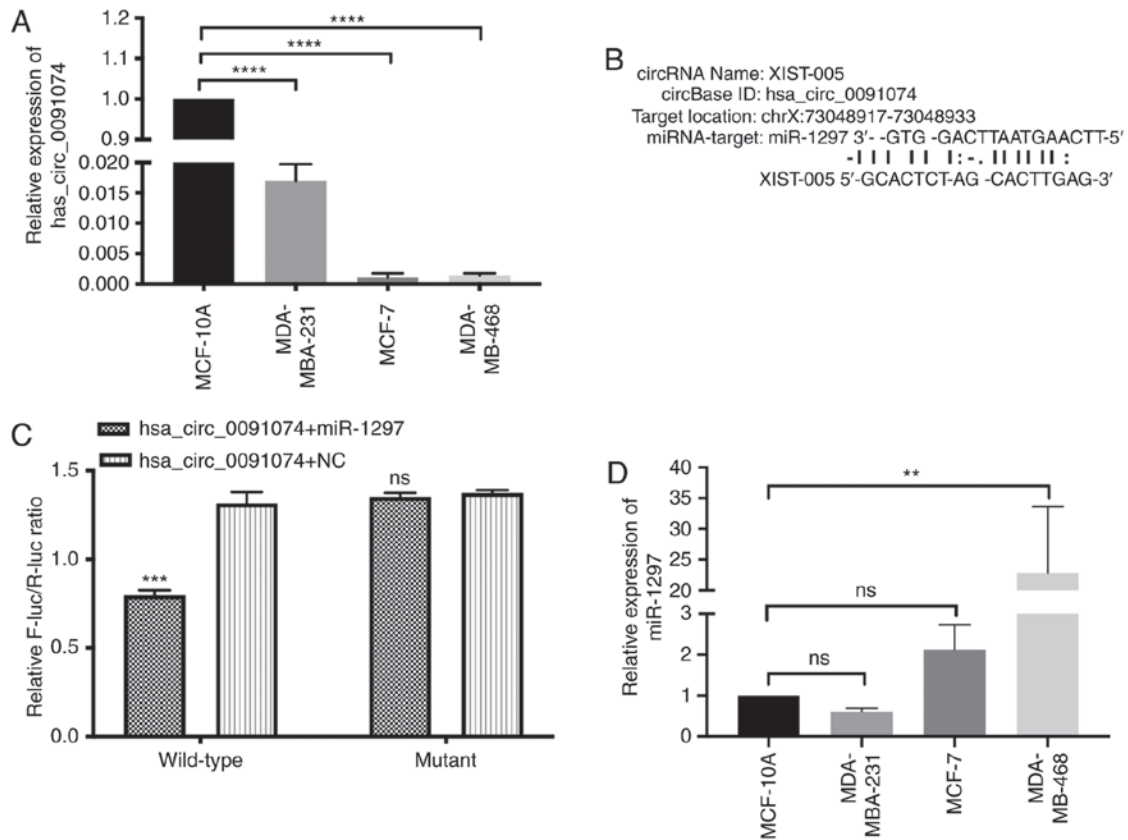 A
Relative expression of
has_circ_0091074
1.2
1.1
1.0
0.9
0.020
0.015
0.010
0.005
0.000
****
****
****
MCF-10A
MDA-
MBA-231
MCF-7
MDA-
MB-468
B
circRNA Name: XIST-005
circBase ID: hsa_circ_0091074
Target location: chrX:73048917-73048933
miRNA-target: miR-1297 3′- -GTG -GACTTAATGAACTT-5′
XIST-005 5′-GCACTCT-AG -CACTTGAG-3′
C
hsa_circ_0091074+miR-1297
hsa_circ_0091074+NC
Relative F-luc/R-luc ratio
1.5
1.0
0.5
0.0
***
ns
Wild-type
Mutant
D
Relative expression of
miR-1297
40
35
30
25
20
3
2
1
0
**
ns
ns
MCF-10A
MDA-
MBA-231
MCF-7
MDA-
MB-468